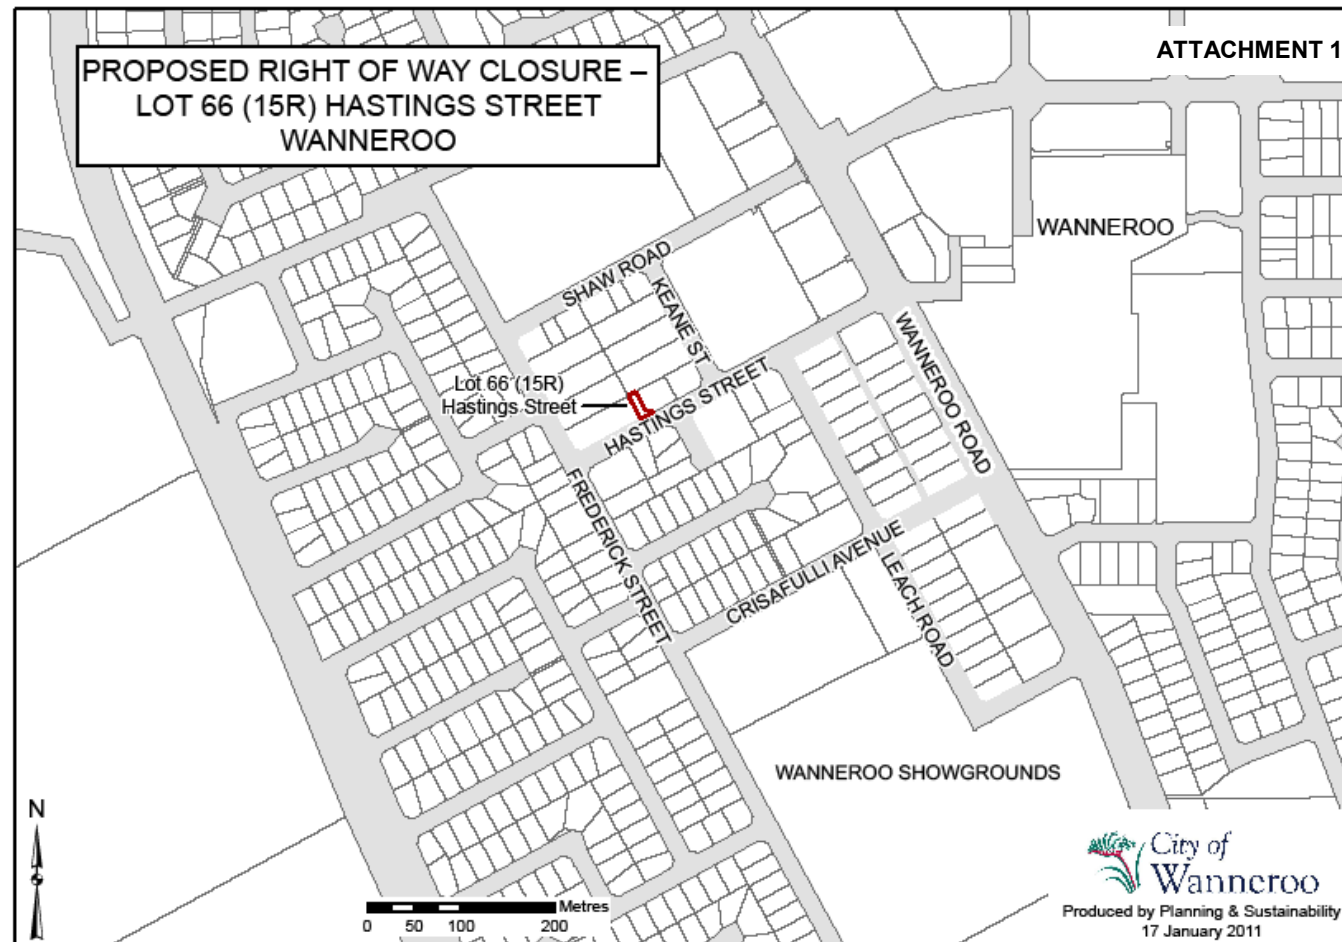 ATTACHMENT 1
PROPOSED RIGHT OF WAY CLOSURE –
LOT 66 (15R) HASTINGS STREET
WANNEROO
WANNEROO
SHAW ROAD
KEANE ST
WANNEROO ROAD
Lot 66 (15R)
Hastings Street
HASTINGS STREET
FREDERICK STREET
CRISAFULLI AVENUE
LEACH ROAD
WANNEROO SHOWGROUNDS
N
Metres
0 50 100 200
City of
Wanneroo
Produced by Planning & Sustainability
17 January 2011